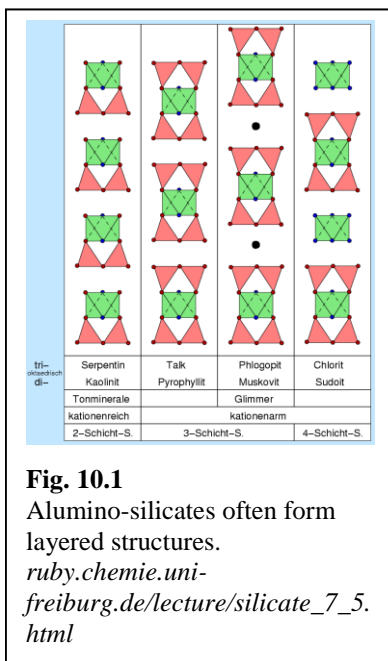 tri– Serpentin Talk Phlogopit Chlorit
oktaedrisch
di– Kaolinit Pyrophyllit Muskovit Sudoit
Tonminerale Glimmer
kationenreich kationenarm
2–Schicht–S. 3–Schicht–S. 4–Schicht–S.
Fig. 10.1
Alumino-silicates often form
layered structures.
ruby.chemie.uni-
freiburg.de/lecture/silicate_7_5.
html